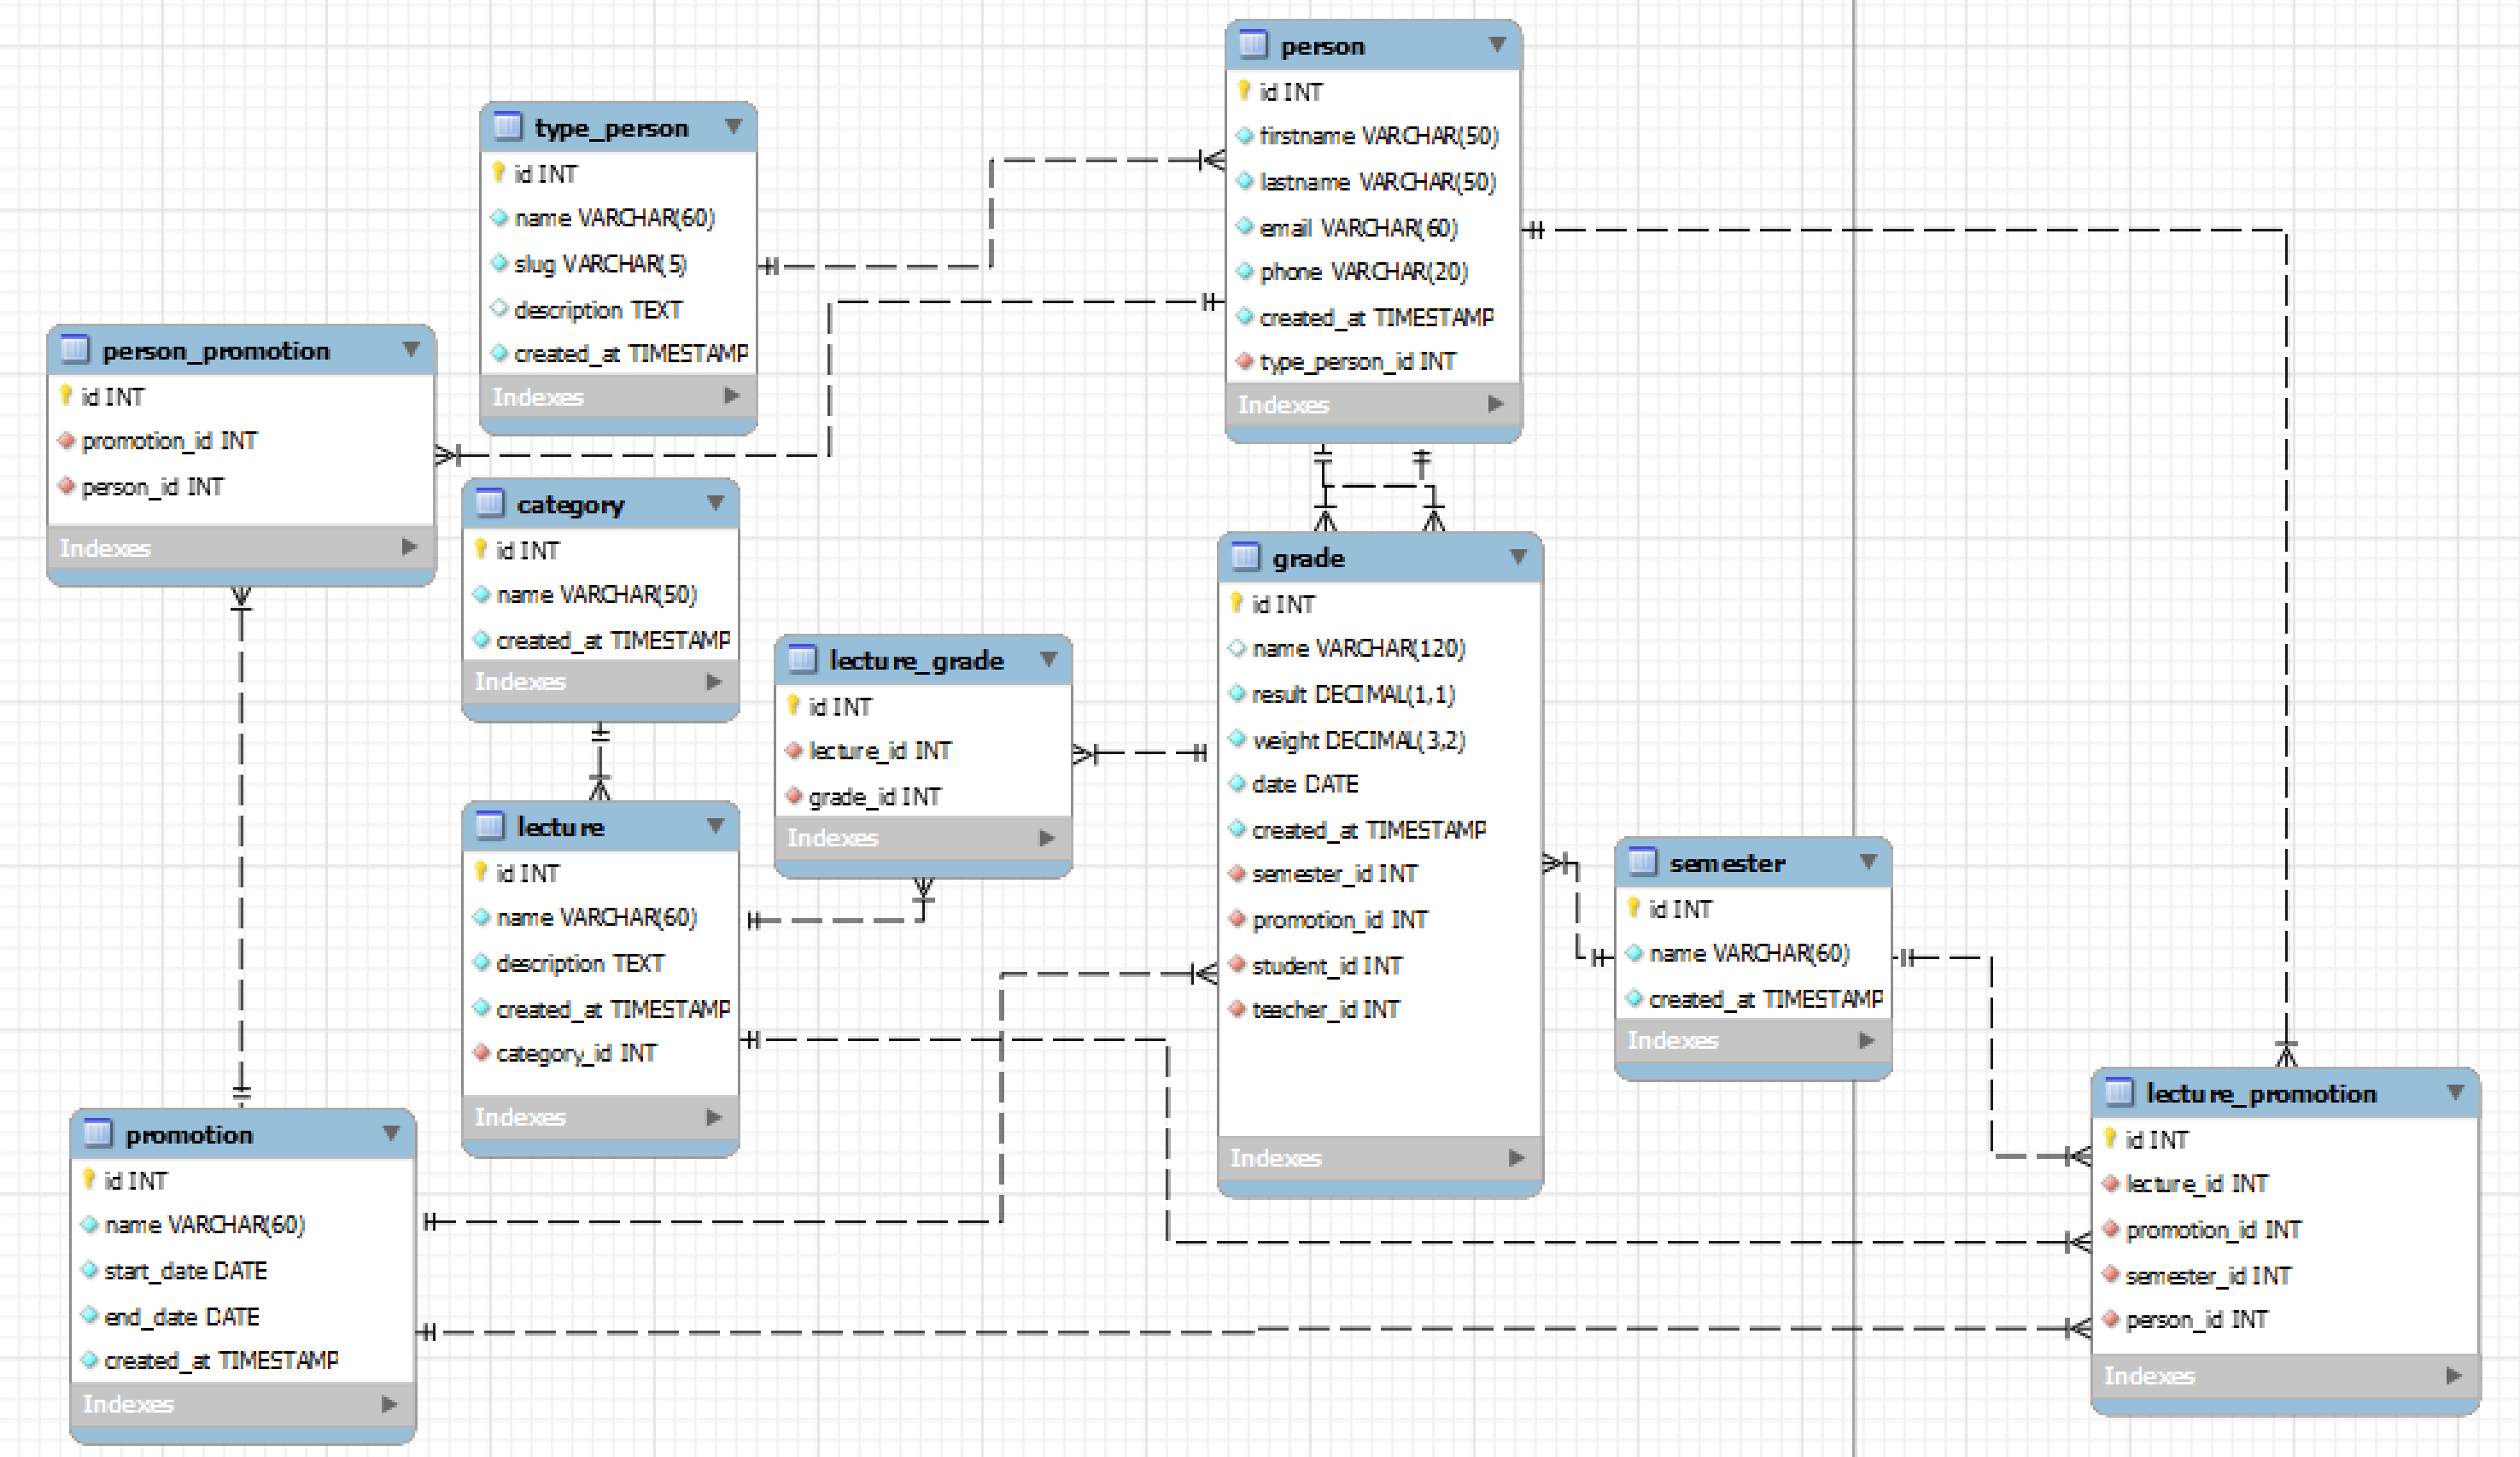 person
id INT
firstname VARCHAR(50)
lastname VARCHAR(50)
email VARCHAR(60)
phone VARCHAR(20)
created_at TIMESTAMP
type_person_id INT
Indexes
type_person
id INT
name VARCHAR(60)
slug VARCHAR(5)
description TEXT
created_at TIMESTAMP
Indexes
person_promotion
id INT
promotion_id INT
person_id INT
Indexes
category
id INT
name VARCHAR(50)
created_at TIMESTAMP
Indexes
grade
id INT
name VARCHAR(120)
result DECIMAL(1,1)
weight DECIMAL(3,2)
date DATE
created_at TIMESTAMP
semester_id INT
promotion_id INT
student_id INT
teacher_id INT
Indexes
lecture_grade
id INT
lecture_id INT
grade_id INT
Indexes
lecture
id INT
name VARCHAR(60)
description TEXT
created_at TIMESTAMP
category_id INT
Indexes
semester
id INT
name VARCHAR(60)
created_at TIMESTAMP
Indexes
lecture_promotion
id INT
lecture_id INT
promotion_id INT
semester_id INT
person_id INT
Indexes
promotion
id INT
name VARCHAR(60)
start_date DATE
end_date DATE
created_at TIMESTAMP
Indexes